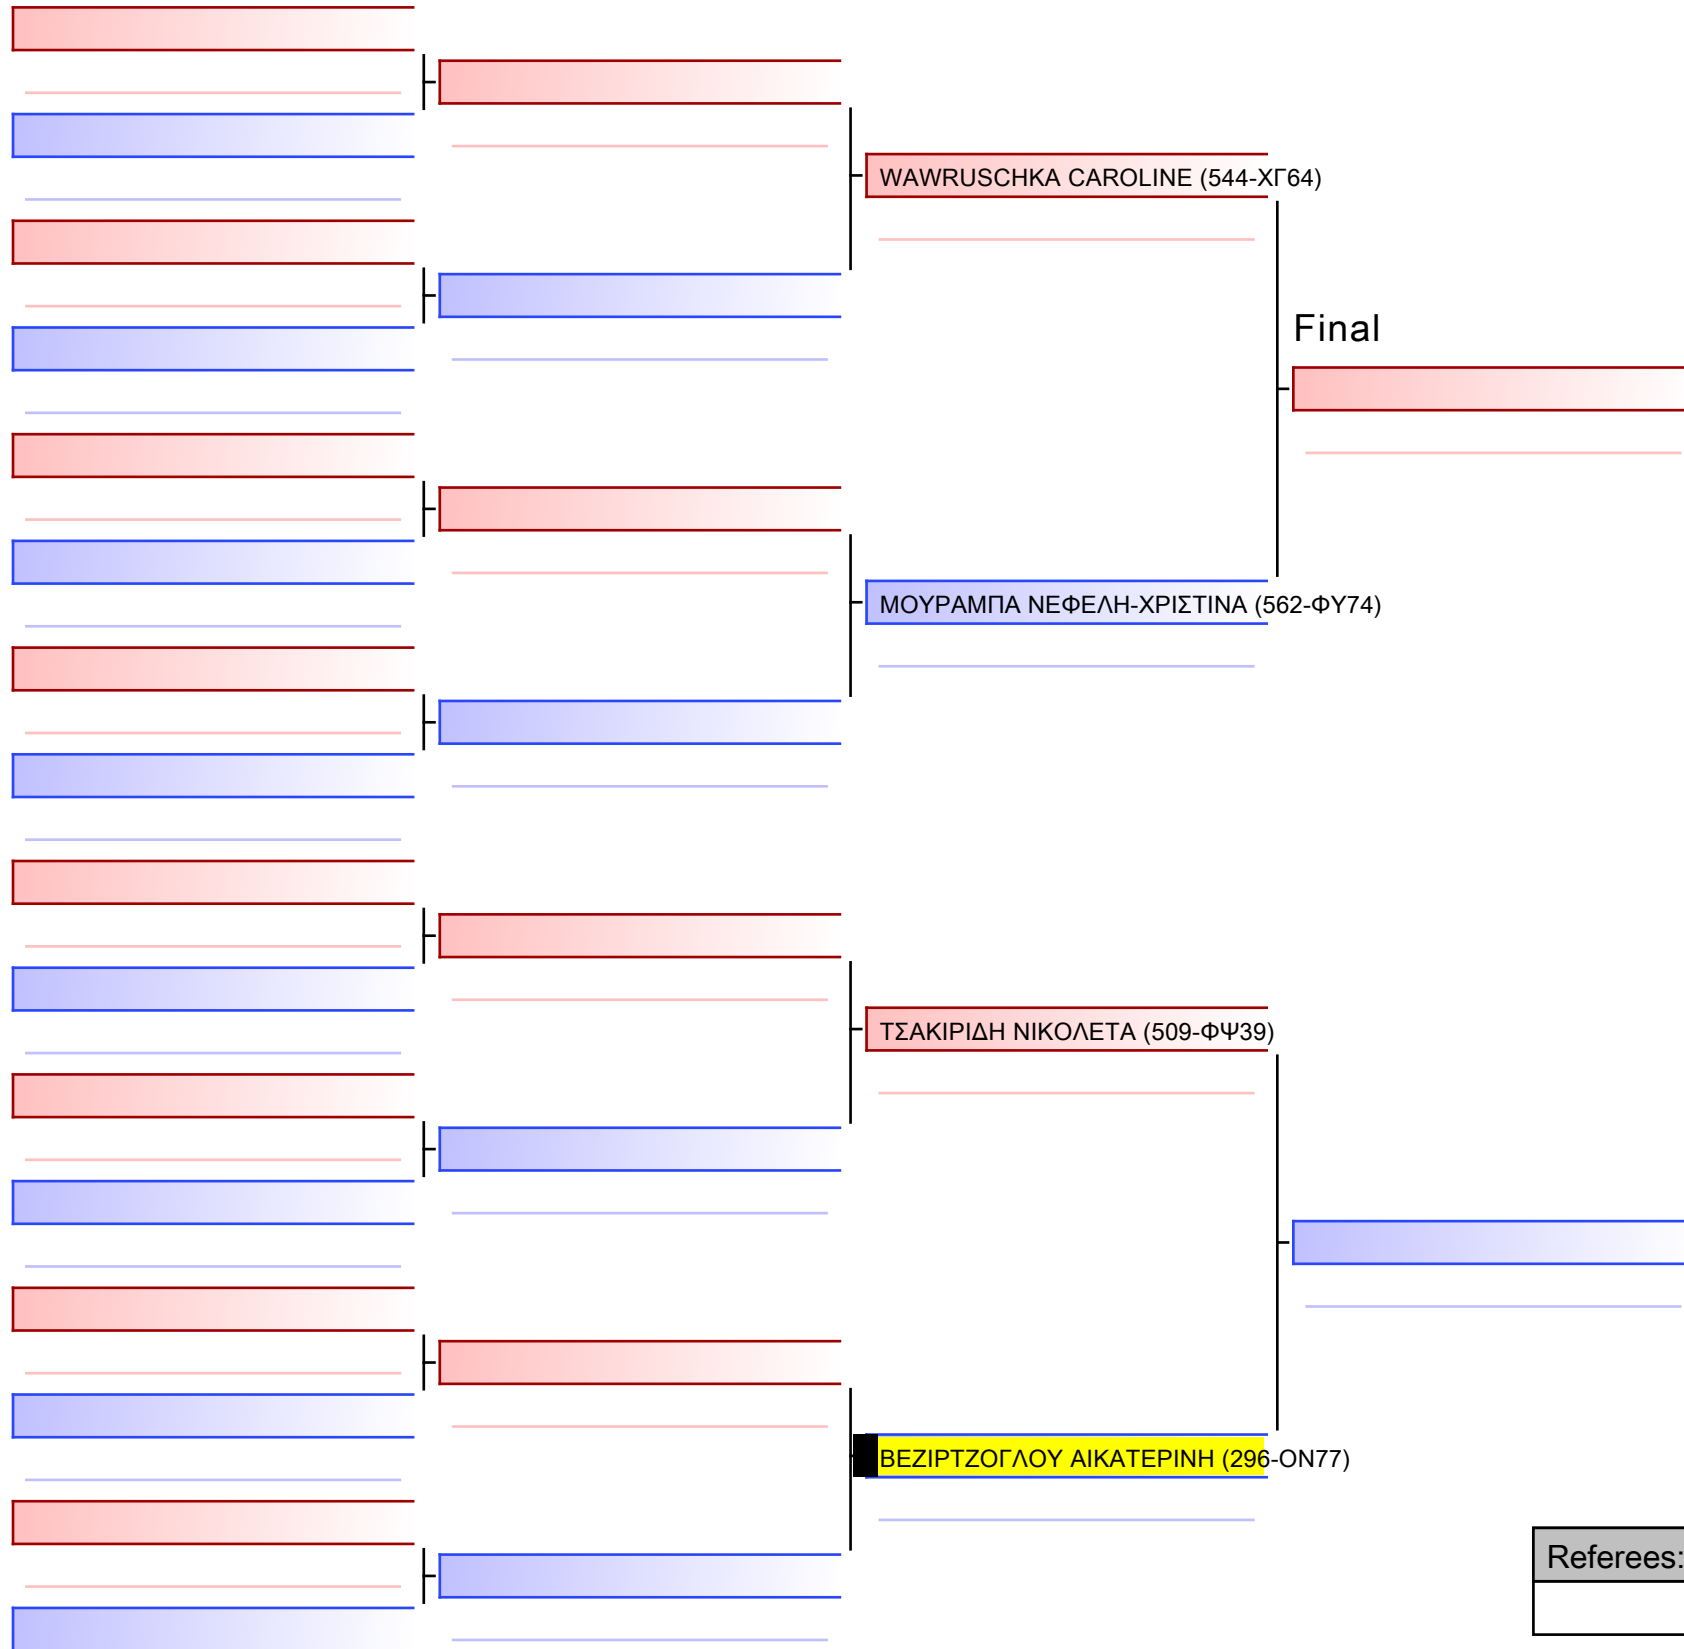 WAWRUSCHKA CAROLINE (544-ΧΓ64)
Final
ΜΟΥΡΑΜΠΑ ΝΕΦΕΛΗ-ΧΡΙΣΤΙΝΑ (562-ΦΥ74)
ΤΣΑΚΙΡΙΔΗ ΝΙΚΟΛΕΤΑ (509-ΦΨ39)
ΒΕΖΙΡΤΖΟΓΛΟΥ ΑΙΚΑΤΕΡΙΝΗ (296-ΟΝ77)
Referees: